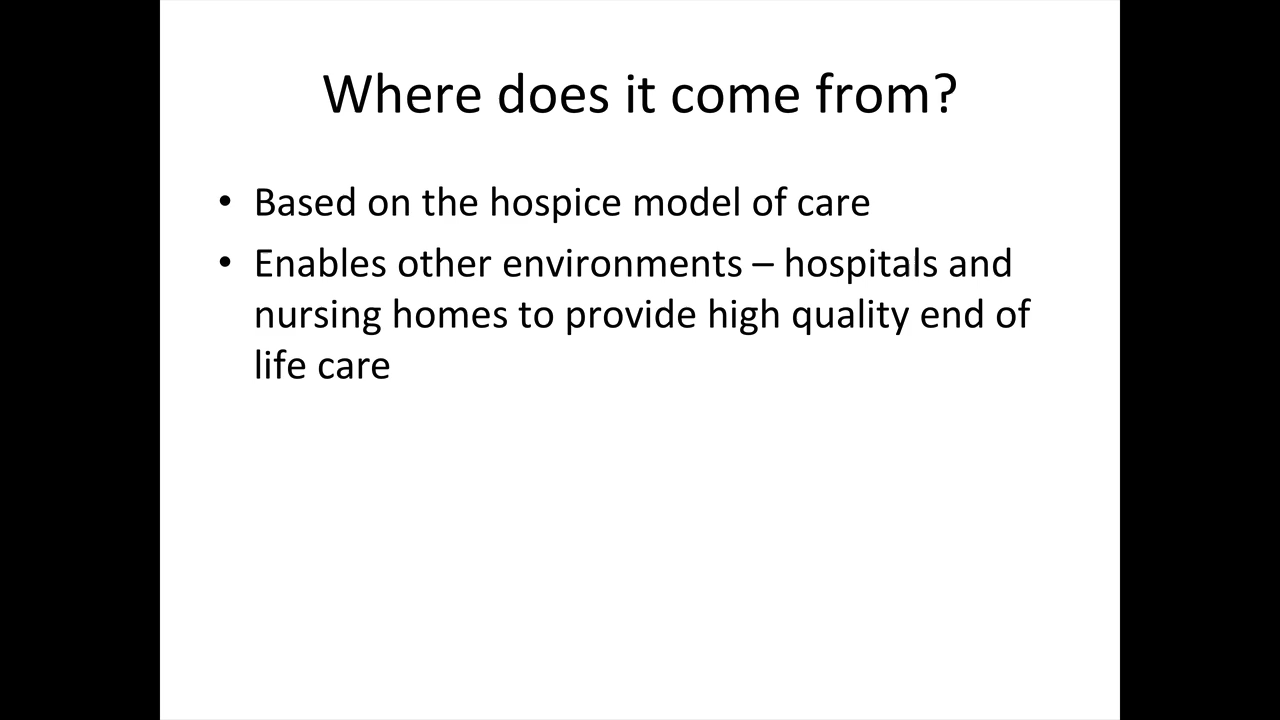 Where does it come from?
• Based on the hospice model of care
• Enables other environments – hospitals and
nursing homes to provide high quality end of
life care